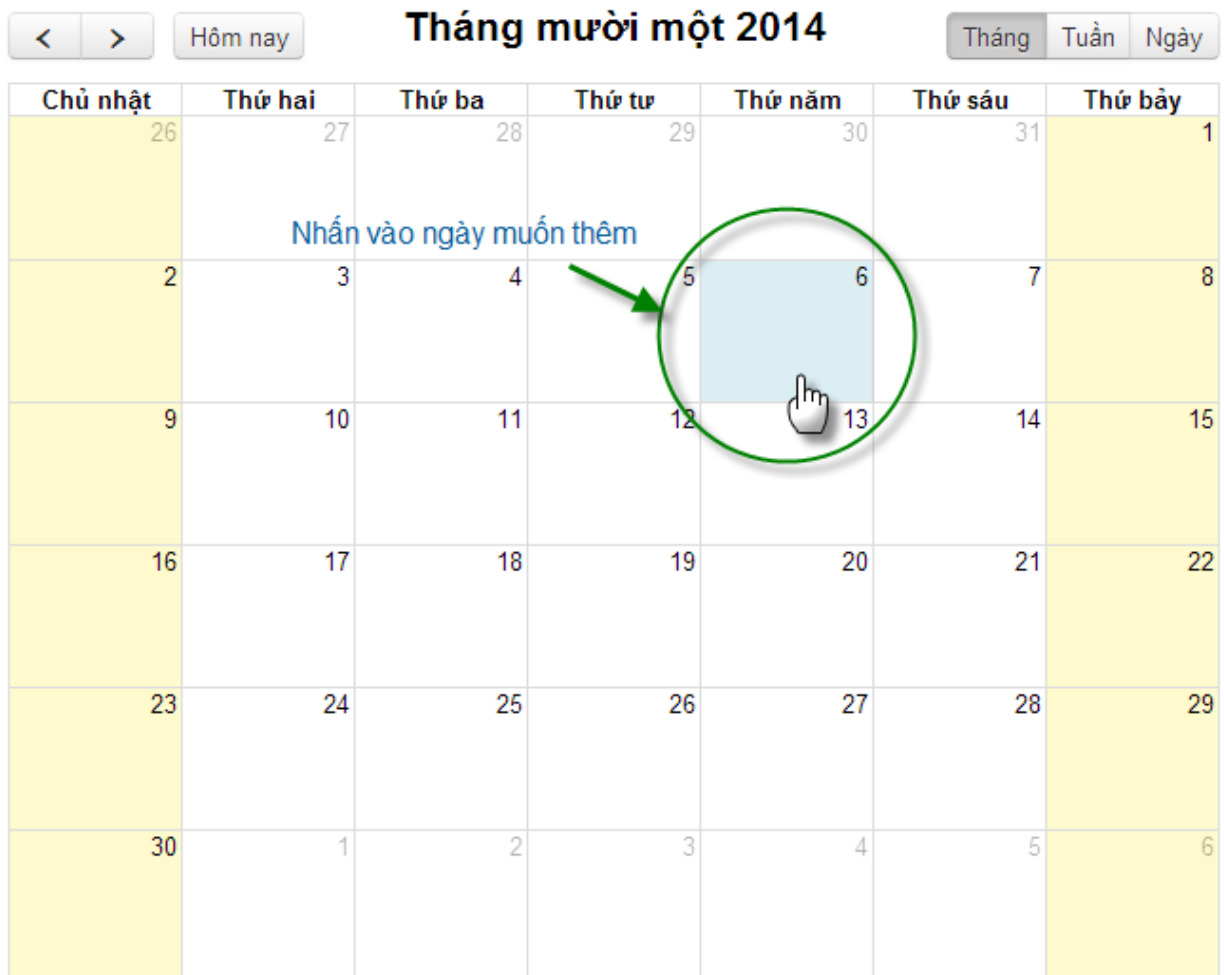 < > Hôm nay Tháng mười một 2014 Tháng Tuần Ngày
Chủ nhật Thứ hai Thứ ba Thứ tư Thứ năm Thứ sáu Thứ bảy
26 27 28 29 30 31 1
Nhấn vào ngày muốn thêm
2 3 4 5 6 7 8
9 10 11 12 13 14 15
16 17 18 19 20 21 22
23 24 25 26 27 28 29
30 1 2 3 4 5 6